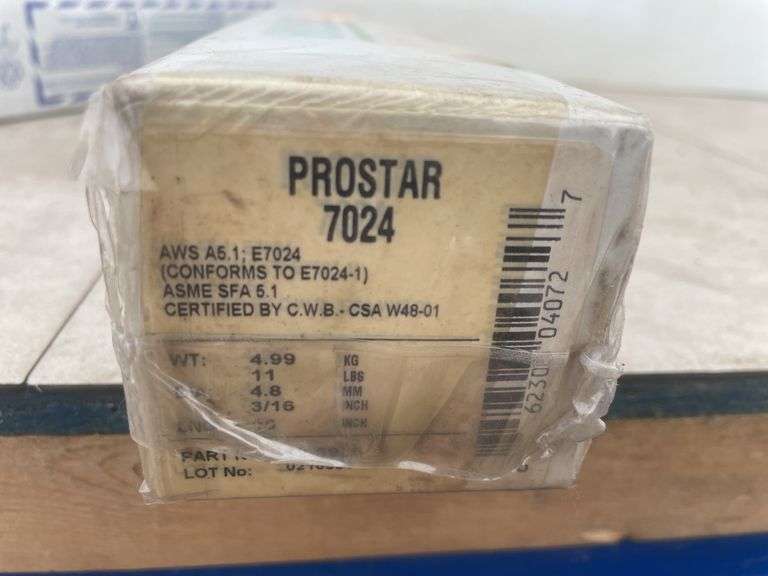 PROSTAR
7024
AWS A5.1; E7024
(CONFORMS TO E7024-1)
ASME SFA 5.1
CERTIFIED BY C.W.B.- CSA W48-01
WT: 4.99 KG
11 LBS
4.8 MM
3/16 INCH
INCH
PART
LOT No:
04072 7